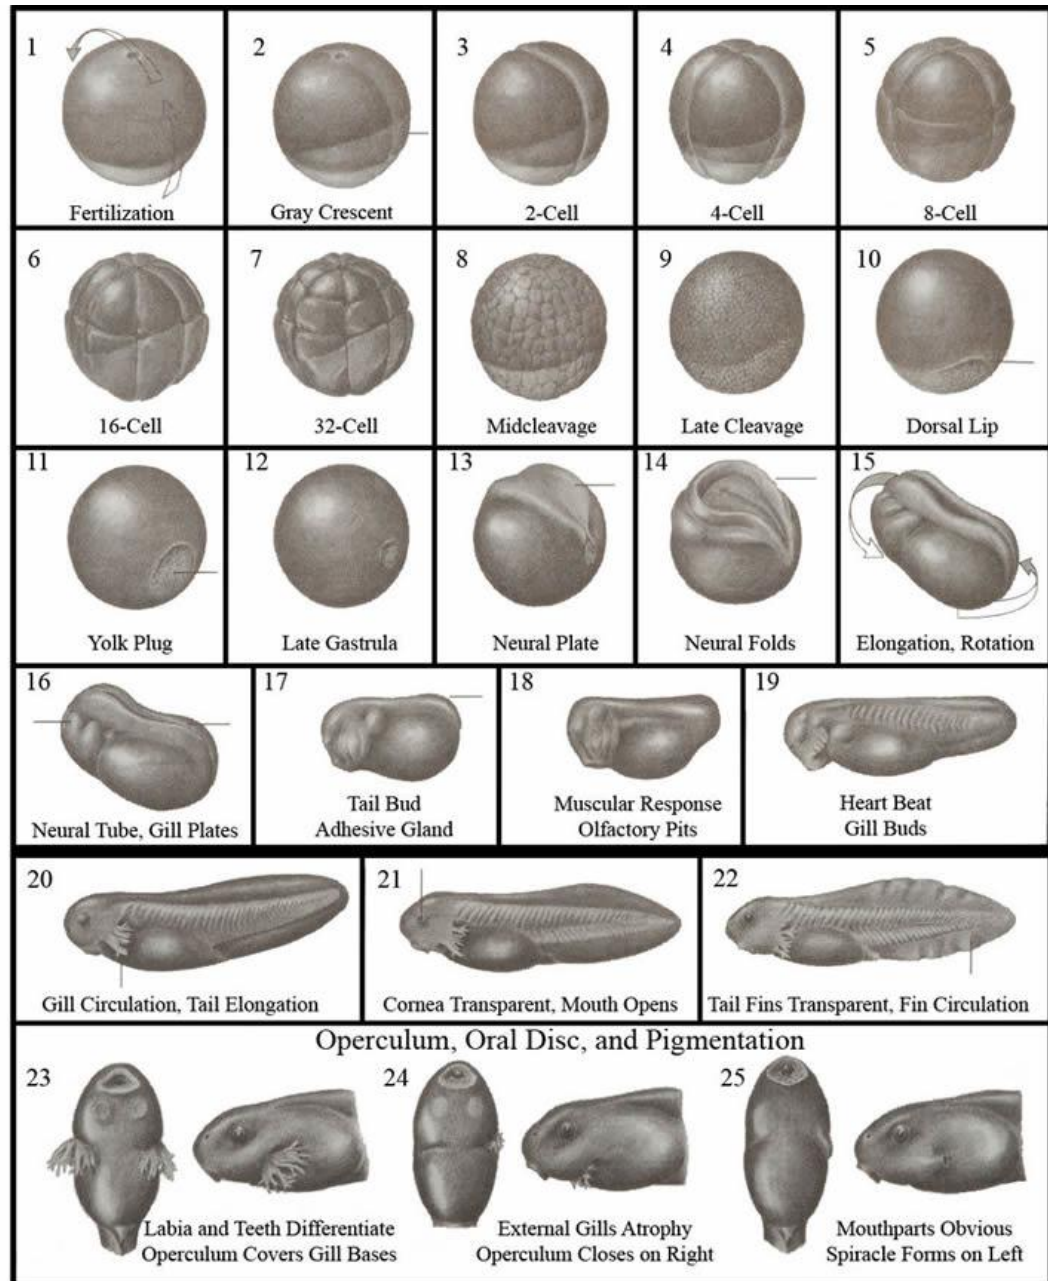 1
Fertilization
2
Gray Crescent
3
2-Cell
4
4-Cell
5
8-Cell
6
16-Cell
7
32-Cell
8
Midcleavage
9
Late Cleavage
10
Dorsal Lip
11
Yolk Plug
12
Late Gastrula
13
Neural Plate
14
Neural Folds
15
Elongation, Rotation
16
Neural Tube, Gill Plates
17
Tail Bud
Adhesive Gland
18
Muscular Response
Olfactory Pits
19
Heart Beat
Gill Buds
20
Gill Circulation, Tail Elongation
21
Cornea Transparent, Mouth Opens
22
Tail Fins Transparent, Fin Circulation
Operculum, Oral Disc, and Pigmentation
23
Labia and Teeth Differentiate
Operculum Covers Gill Bases
24
External Gills Atrophy
Operculum Closes on Right
25
Mouthparts Obvious
Spiracle Forms on Left